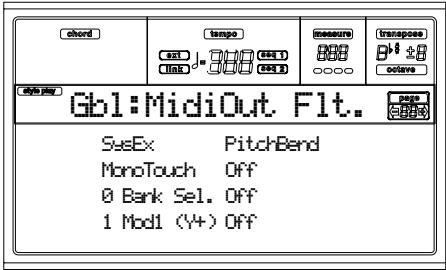 chord tempo measure transpose
ext seq 1
link seq 2
octave
style play
Gbl:MidiOut Flt. page
SysEx PitchBend
MonoTouch Off
0 Bank Sel. Off
1 Mod1 (Y+) Off